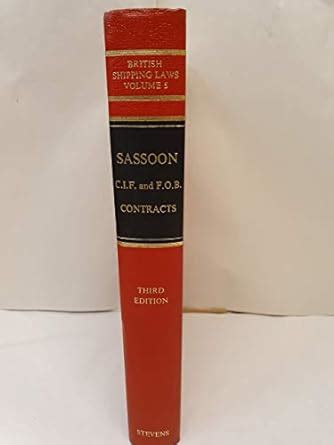 BRITISH
SHIPPING LAWS
VOLUME 5
SASSOON
C.I.F. and F.O.B.
CONTRACTS
THIRD
EDITION
STEVENS